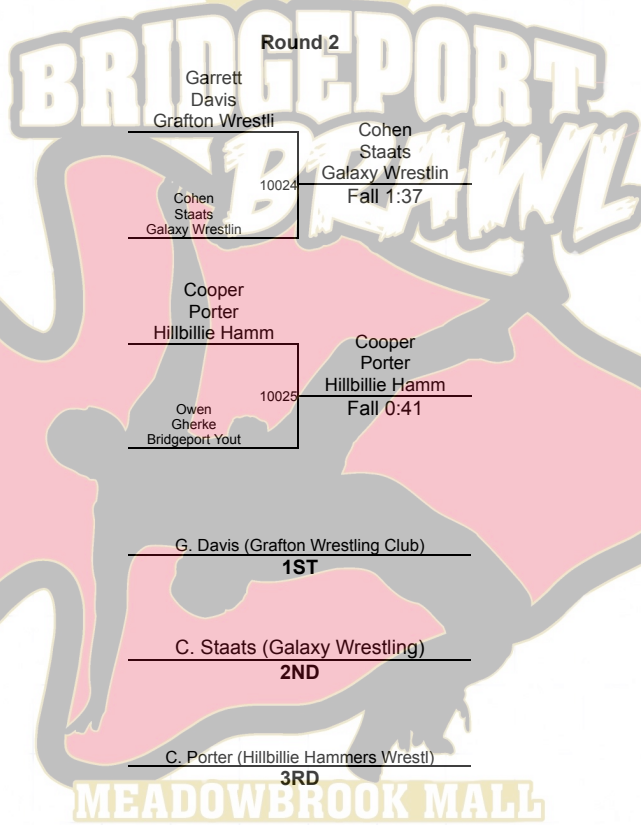 BRIDGEPORT
BRAWL
Round 2
Garrett
Davis
Grafton Wrestli
10024
Cohen
Staats
Galaxy Wrestlin
Cohen
Staats
Galaxy Wrestlin
Fall 1:37
Cooper
Porter
Hillbillie Hamm
10025
Owen
Gherke
Bridgeport Yout
Cooper
Porter
Hillbillie Hamm
Fall 0:41
G. Davis (Grafton Wrestling Club)
1ST
C. Staats (Galaxy Wrestling)
2ND
C. Porter (Hillbillie Hammers Wrestl)
3RD
MEADOWBROOK MALL